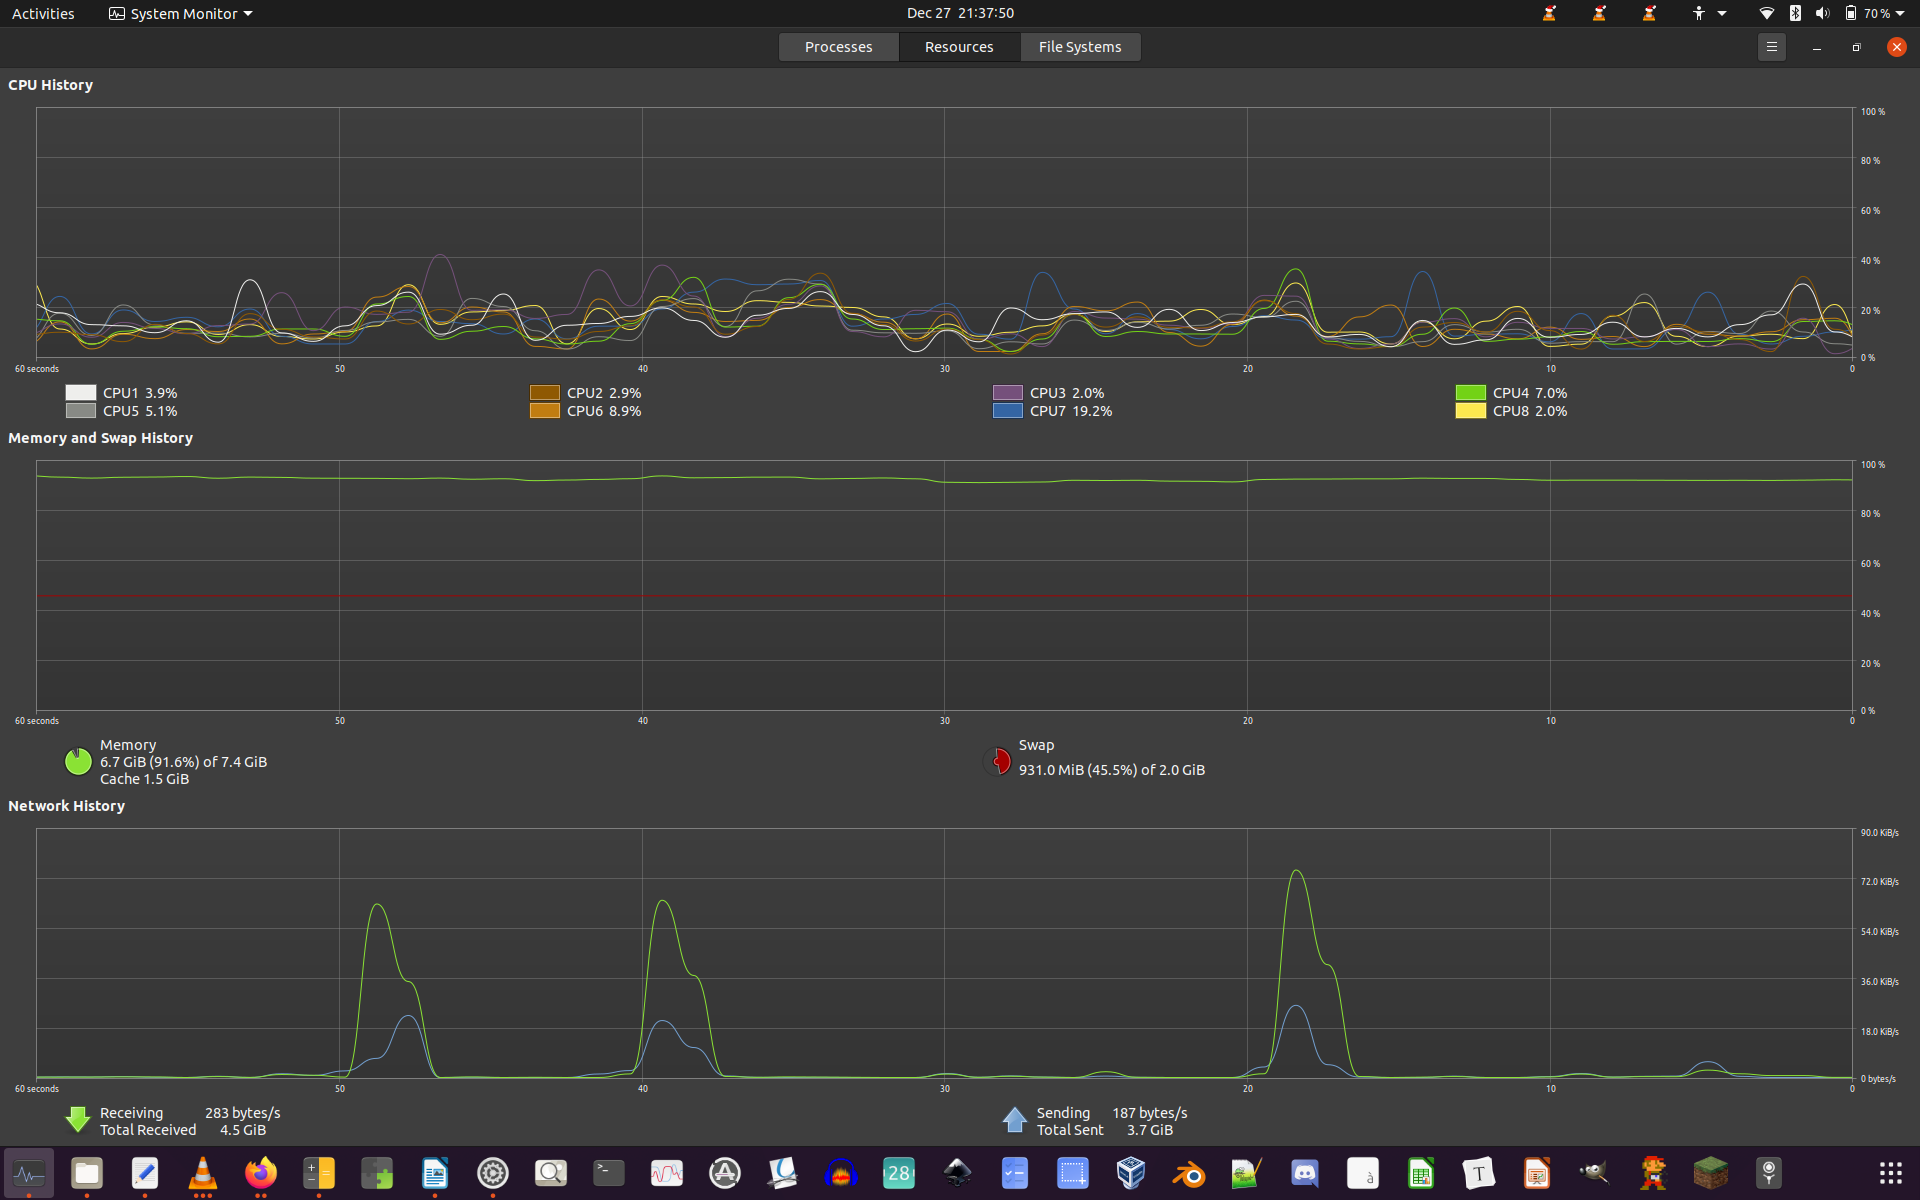 Activities System Monitor Dec 27 21:37:50 70 %
Processes Resources File Systems
CPU History
100 %
80 %
60 %
40 %
20 %
0 %
60 seconds 50 40 30 20 10 0
CPU1 3.9% CPU2 2.9% CPU3 2.0% CPU4 7.0%
CPU5 5.1% CPU6 8.9% CPU7 19.2% CPU8 2.0%
Memory and Swap History
100 %
80 %
60 %
40 %
20 %
0 %
60 seconds 50 40 30 20 10 0
Memory
6.7 GiB (91.6%) of 7.4 GiB
Cache 1.5 GiB
Swap
931.0 MiB (45.5%) of 2.0 GiB
Network History
90.0 KiB/s
72.0 KiB/s
54.0 KiB/s
36.0 KiB/s
18.0 KiB/s
0 bytes/s
60 seconds 50 40 30 20 10 0
Receiving 283 bytes/s
Total Received 4.5 GiB
Sending 187 bytes/s
Total Sent 3.7 GiB
28
à
T